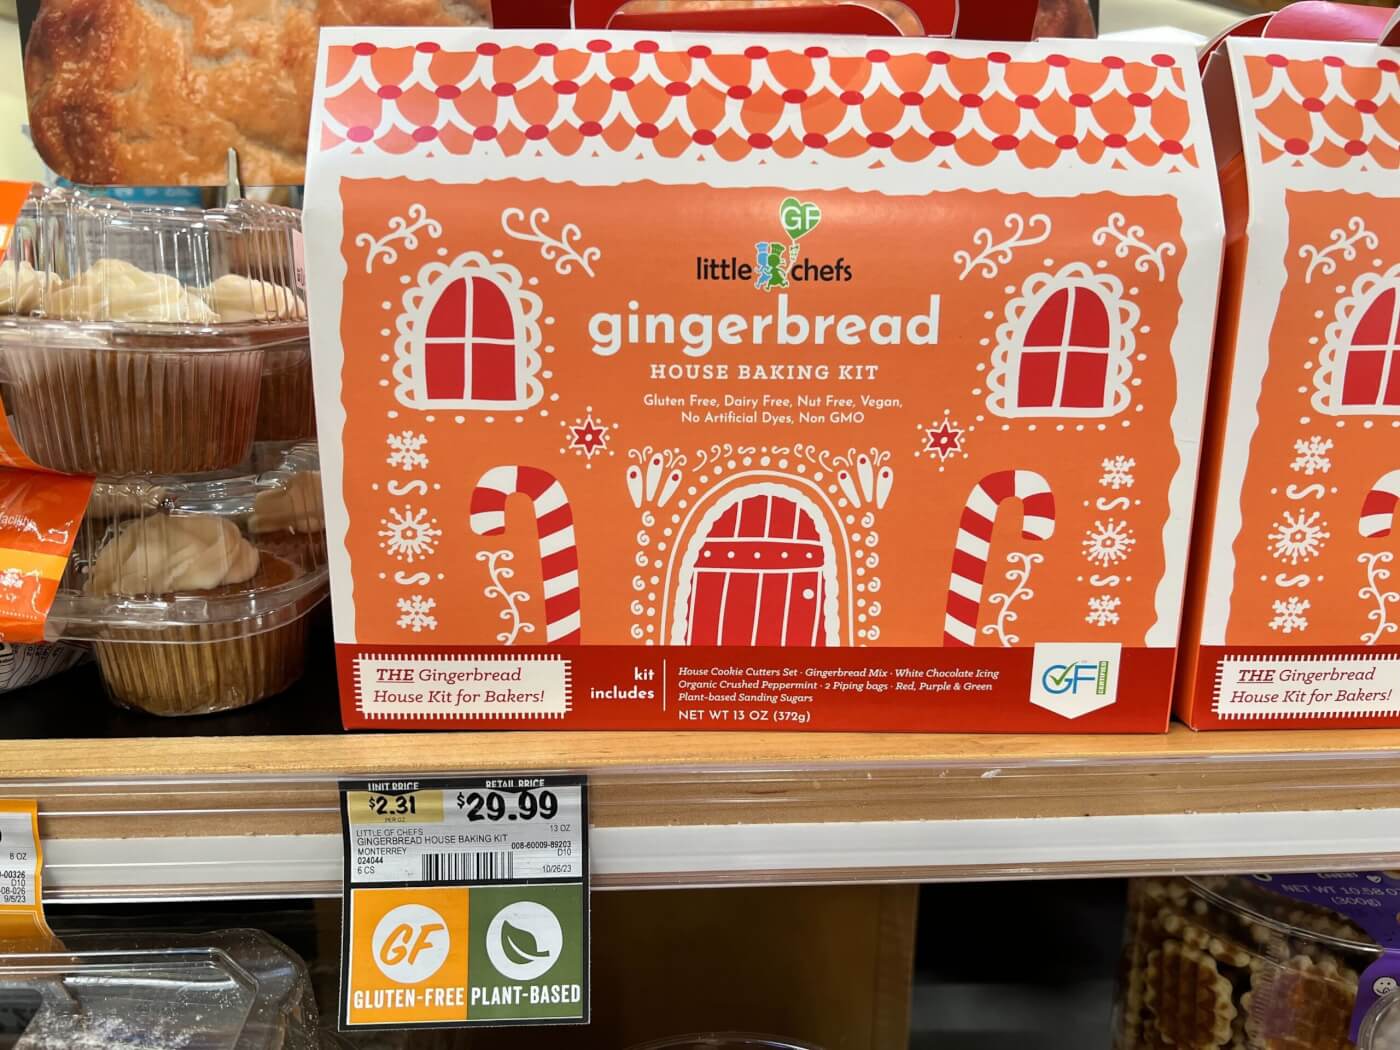 GF
little chefs
gingerbread
HOUSE BAKING KIT
Gluten Free, Dairy Free, Nut Free, Vegan,
No Artificial Dyes, Non GMO
THE Gingerbread
House Kit for Bakers!
kit
includes
House Cookie Cutters Set · Gingerbread Mix · White Chocolate Icing
Organic Crushed Peppermint · 2 Piping bags · Red, Purple & Green
Plant-based Sanding Sugars
NET WT 13 OZ (372g)
GF CERTIFIED
THE Gingerbread
House Kit for Bakers!
UNIT PRICE RETAIL PRICE
$2.31 $29.99
PER OZ
LITTLE GF CHEFS 13 OZ
GINGERBREAD HOUSE BAKING KIT
MONTERREY 008-60009-89203
024044 D10
6 CS 10/26/23
GF
GLUTEN-FREE PLANT-BASED
8 OZ
-00326
D10
-08-026
9/5/23
NET WT 10.58
(300g)